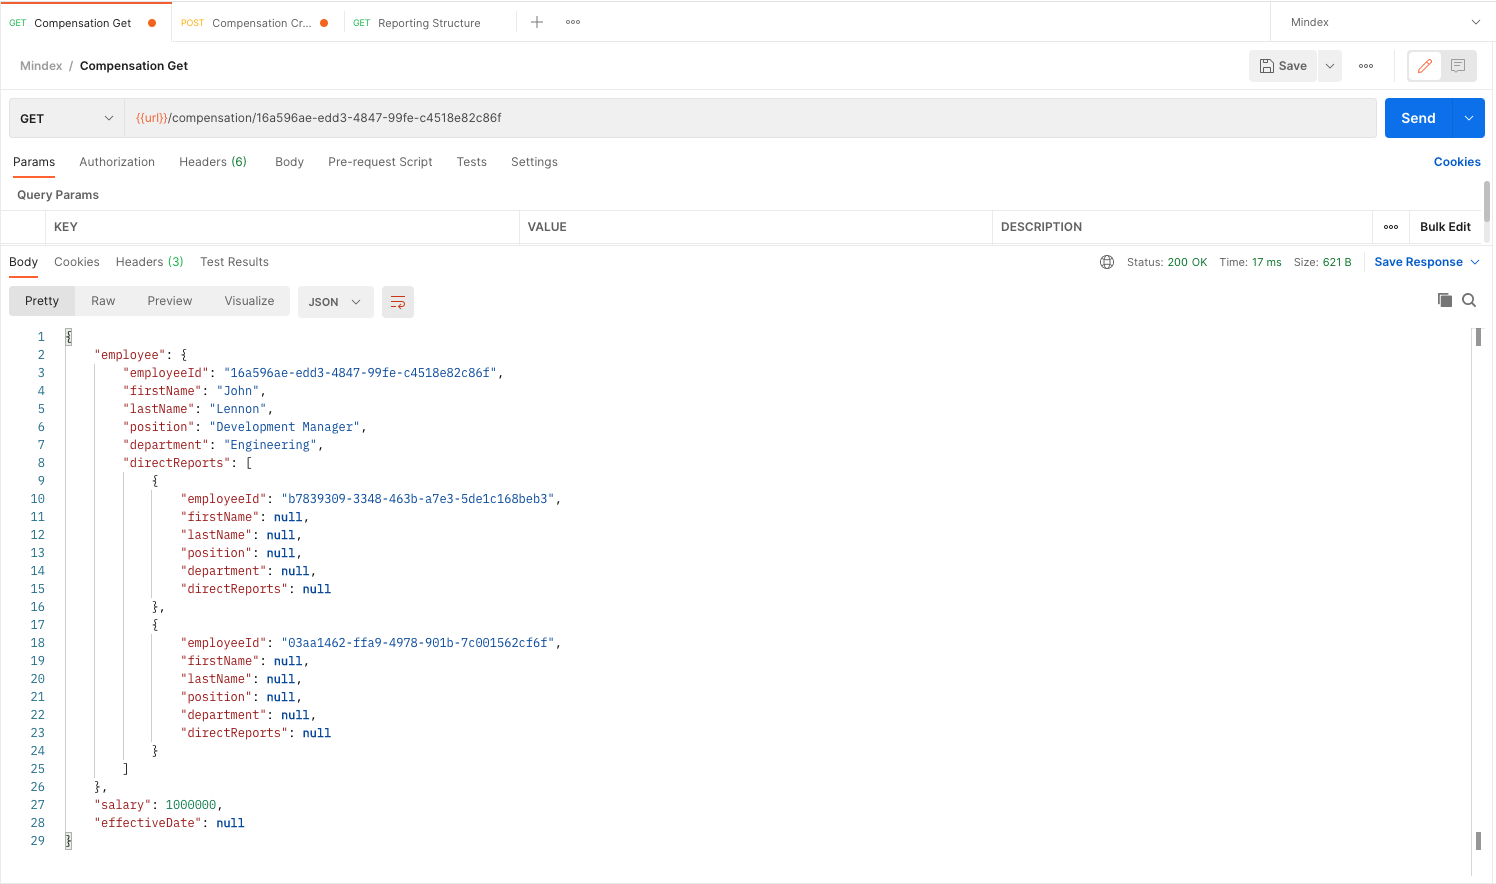 GET Compensation Get POST Compensation Cr... GET Reporting Structure Mindex
Mindex / Compensation Get Save
GET {{url}}/compensation/16a596ae-edd3-4847-99fe-c4518e82c86f Send
Params Authorization Headers (6) Body Pre-request Script Tests Settings Cookies
Query Params
KEY VALUE DESCRIPTION Bulk Edit
Body Cookies Headers (3) Test Results Status: 200 OK Time: 17 ms Size: 621 B Save Response
Pretty Raw Preview Visualize JSON
1 {
2 "employee": {
3 "employeeId": "16a596ae-edd3-4847-99fe-c4518e82c86f",
4 "firstName": "John",
5 "lastName": "Lennon",
6 "position": "Development Manager",
7 "department": "Engineering",
8 "directReports": [
9 {
10 "employeeId": "b7839309-3348-463b-a7e3-5de1c168beb3",
11 "firstName": null,
12 "lastName": null,
13 "position": null,
14 "department": null,
15 "directReports": null
16 },
17 {
18 "employeeId": "03aa1462-ffa9-4978-901b-7c001562cf6f",
19 "firstName": null,
20 "lastName": null,
21 "position": null,
22 "department": null,
23 "directReports": null
24 }
25 ]
26 },
27 "salary": 1000000,
28 "effectiveDate": null
29 }